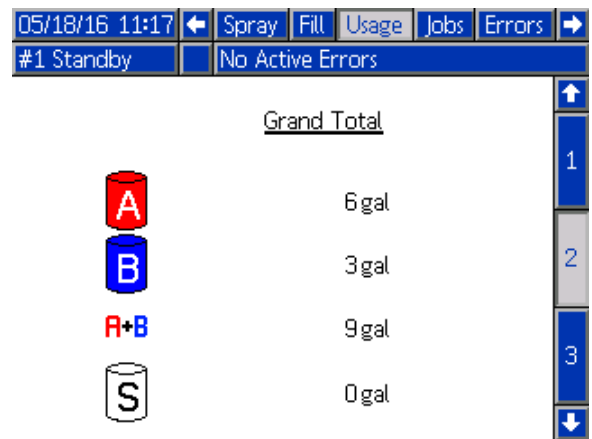 05/18/16 11:17 Spray Fill Usage Jobs Errors
#1 Standby No Active Errors
Grand Total
1
A 6 gal
B 3 gal
2
A+B 9 gal
3
S 0 gal